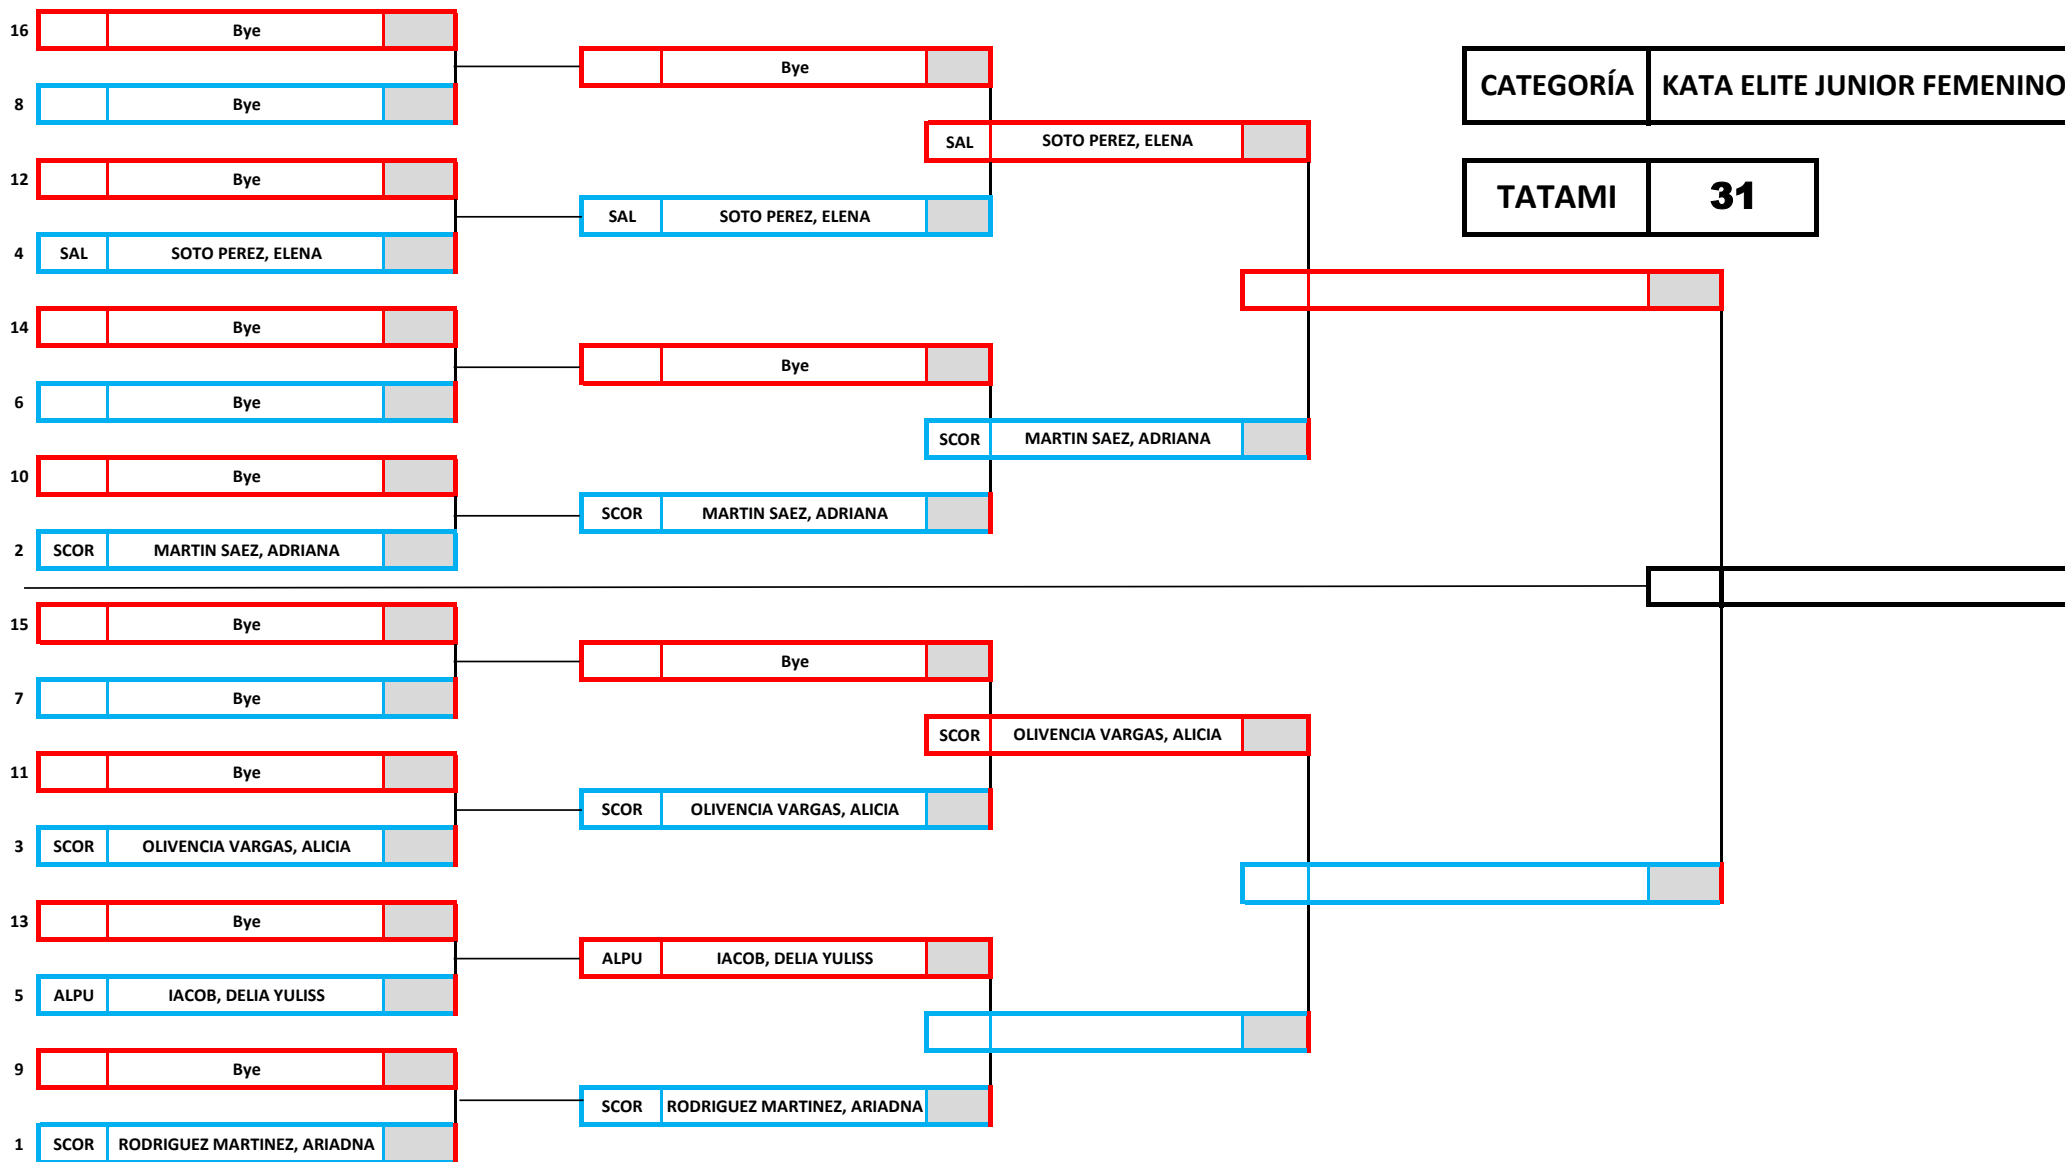 16 Bye
Bye
CATEGORÍA KATA ELITE JUNIOR FEMENINO
8 Bye
SAL SOTO PEREZ, ELENA
12 Bye
TATAMI 31
SAL SOTO PEREZ, ELENA
4 SAL SOTO PEREZ, ELENA
14 Bye
Bye
6 Bye
SCOR MARTIN SAEZ, ADRIANA
10 Bye
SCOR MARTIN SAEZ, ADRIANA
2 SCOR MARTIN SAEZ, ADRIANA
15 Bye
Bye
7 Bye
SCOR OLIVENCIA VARGAS, ALICIA
11 Bye
SCOR OLIVENCIA VARGAS, ALICIA
3 SCOR OLIVENCIA VARGAS, ALICIA
13 Bye
ALPU IACOB, DELIA YULISS
5 ALPU IACOB, DELIA YULISS
9 Bye
SCOR RODRIGUEZ MARTINEZ, ARIADNA
1 SCOR RODRIGUEZ MARTINEZ, ARIADNA